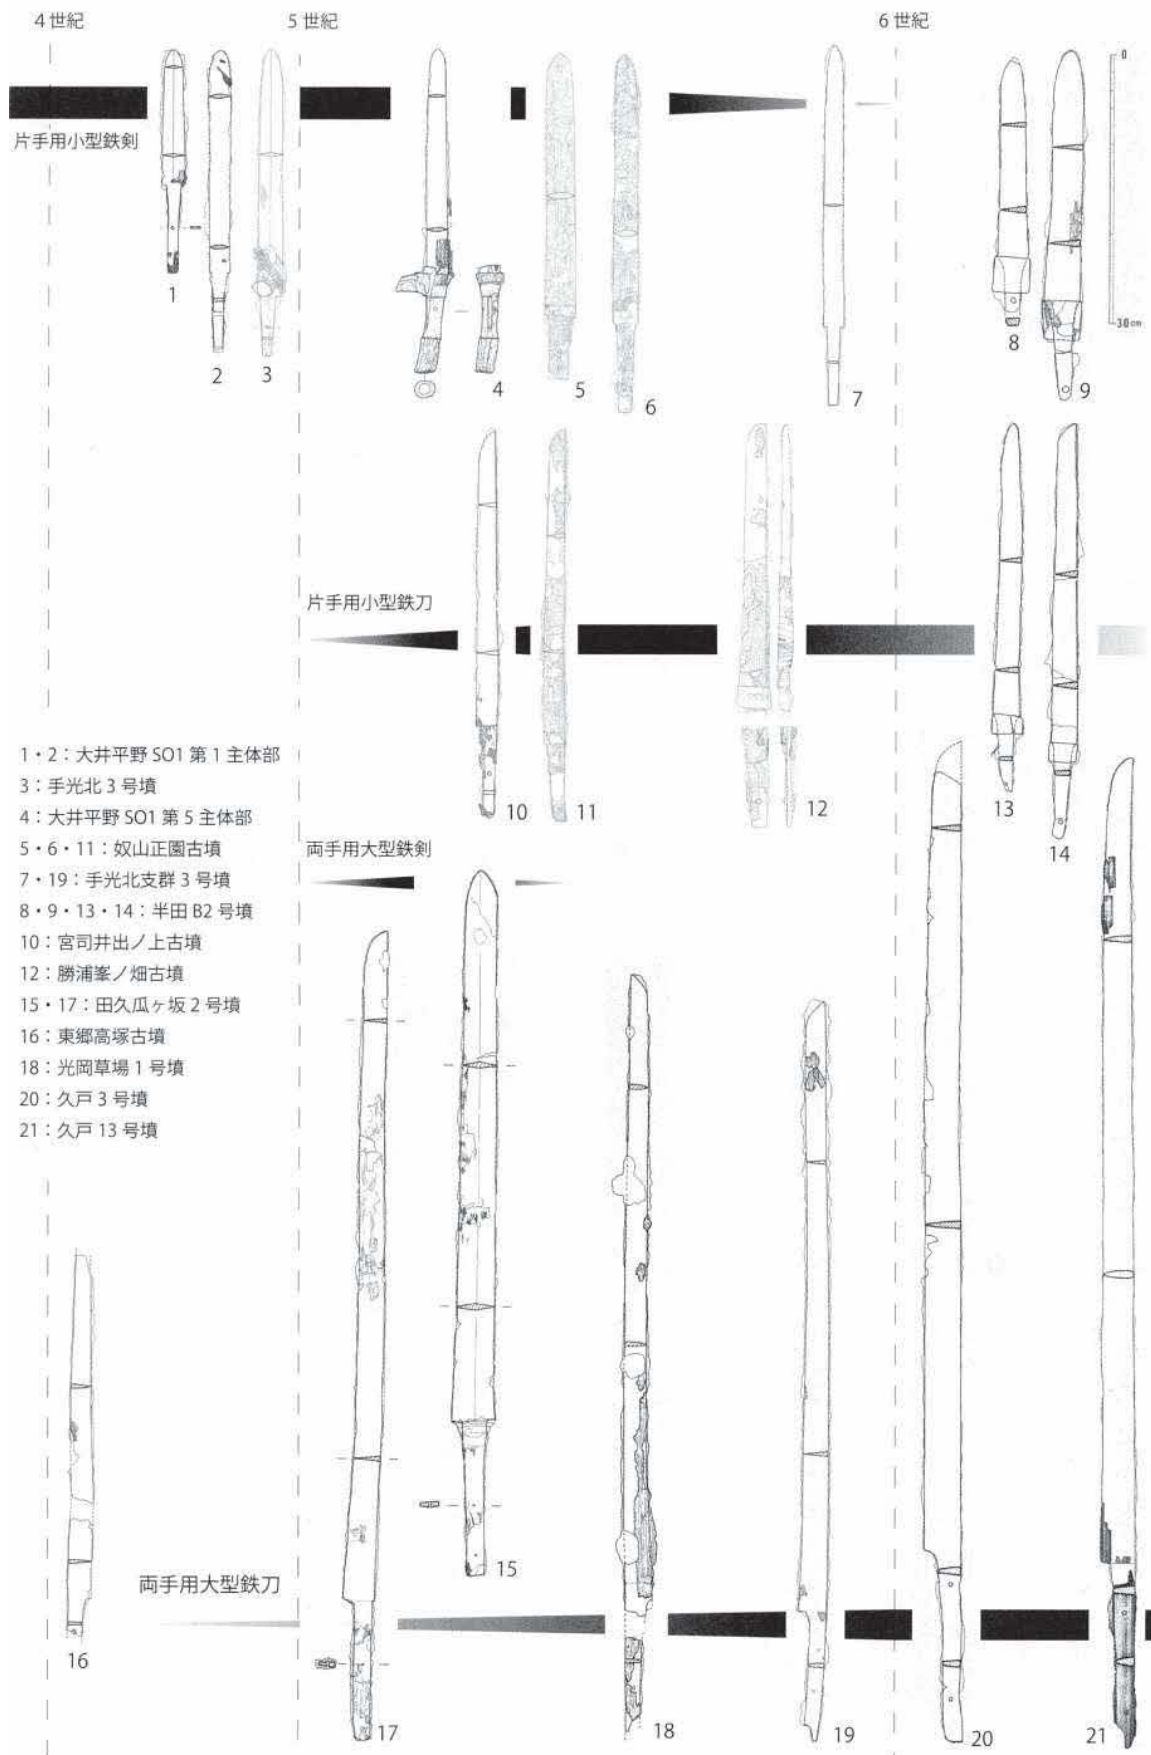 4世紀
5世紀
6世紀
0
30cm
片手用小型鉄剣
1
2
3
4
5
6
7
8
9
片手用小型鉄刀
10
11
12
13
14
1・2：大井平野 SO1 第1主体部
3：手光北3号墳
4：大井平野 SO1 第5主体部
5・6・11：奴山正園古墳
7・19：手光北支群3号墳
8・9・13・14：半田 B2 号墳
10：宮司井出ノ上古墳
12：勝浦峯ノ畑古墳
15・17：田久瓜ヶ坂2号墳
16：東郷高塚古墳
18：光岡草場1号墳
20：久戸3号墳
21：久戸13号墳
両手用大型鉄剣
15
両手用大型鉄刀
16
17
18
19
20
21